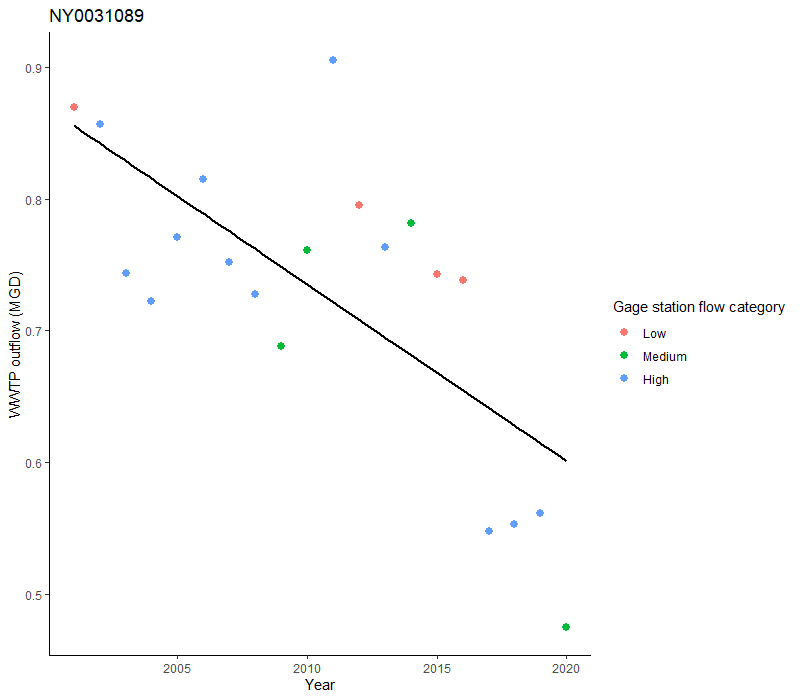 NY0031089
WWTP outflow (MGD)
0.9
0.8
0.7
0.6
0.5
2005
2010
2015
2020
Year
Gage station flow category
Low
Medium
High